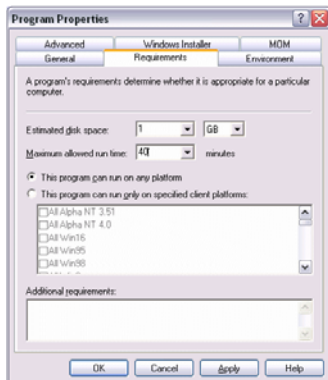 Program Properties
Advanced Windows Installer MOM
General Requirements Environment
A program's requirements determine whether it is appropriate for a particular
computer.
Estimated disk space: 1 GB
Maximum allowed run time: 40 minutes
This program can run on any platform
This program can run only on specified client platforms:
All Alpha NT 3.51
All Alpha NT 4.0
All Win16
All Win95
All Win98
Additional requirements:
OK Cancel Apply Help